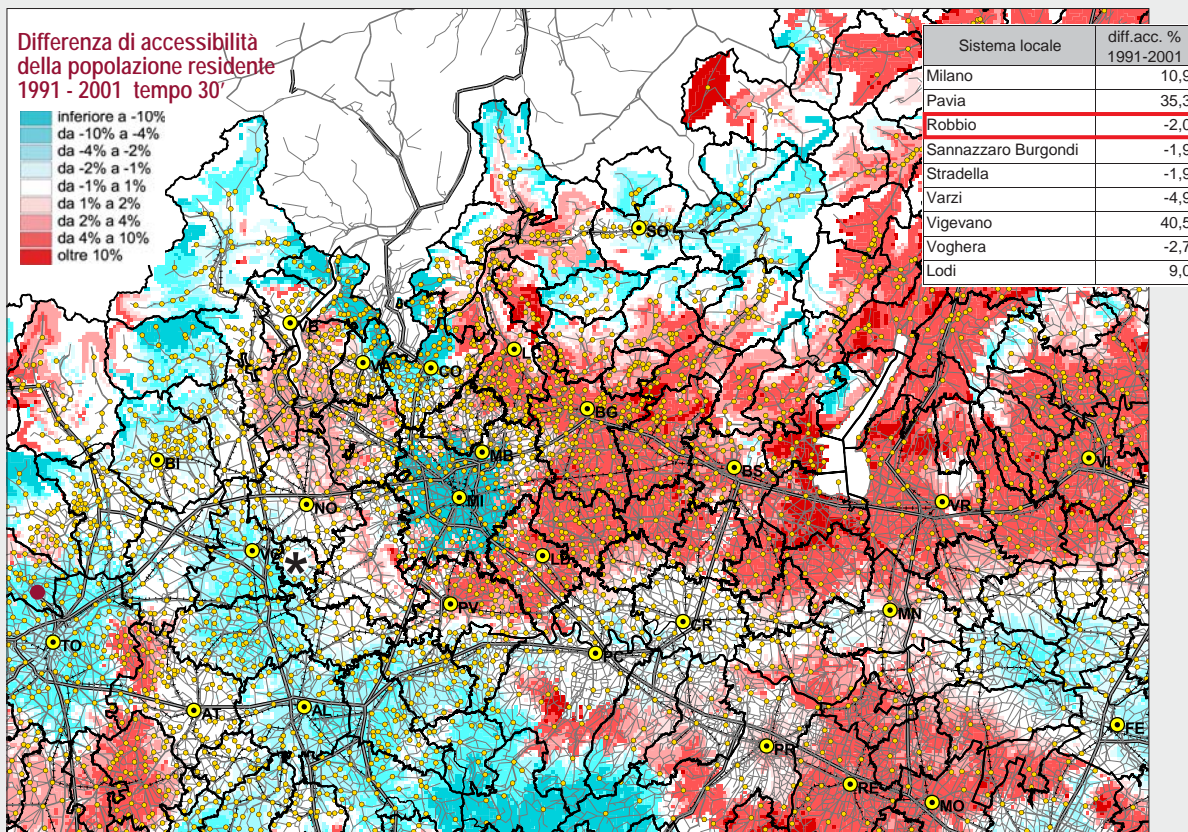 Differenza di accessibilità
della popolazione residente
1991 - 2001 tempo 30'
inferiore a -10%
da -10% a -4%
da -4% a -2%
da -2% a -1%
da -1% a 1%
da 1% a 2%
da 2% a 4%
da 4% a 10%
oltre 10%
Sistema locale diff.acc. %
1991-2001
Milano 10,9
Pavia 35,3
Robbio -2,0
Sannazzaro Burgondi -1,9
Stradella -1,9
Varzi -4,9
Vigevano 40,5
Voghera -2,7
Lodi 9,0
SO
VB
VA
CO
BG
BI
MB
BS
VI
MI
NO
VR
*
PV
CR
MN
TO
AT
AL
FE
PR
RE
MO